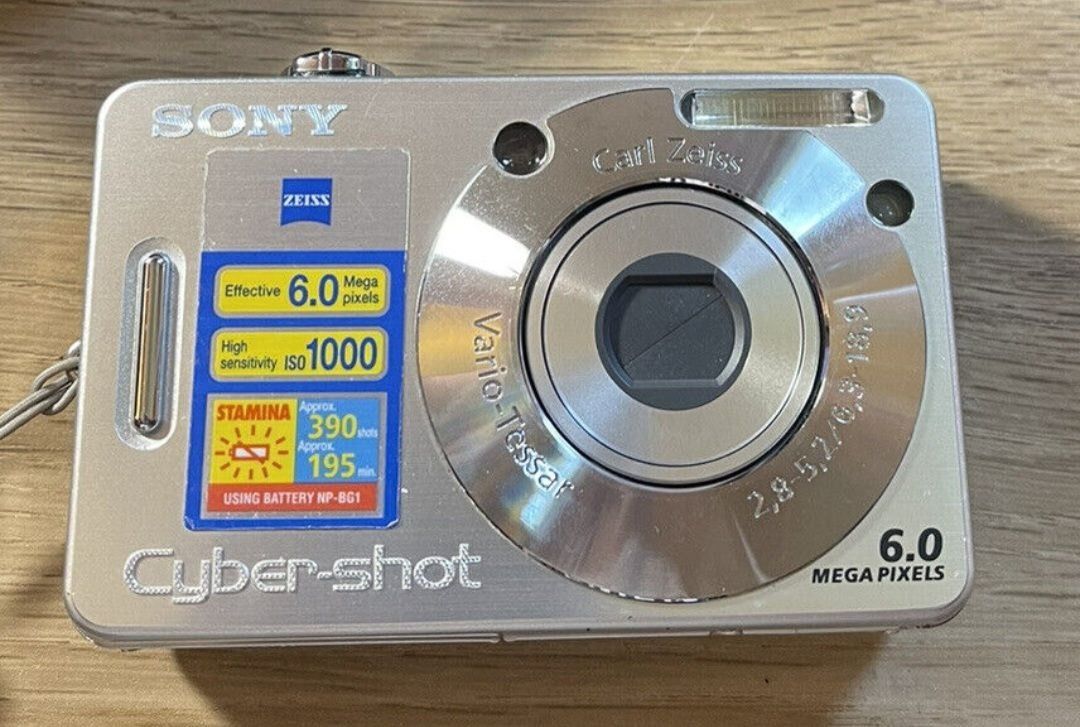 SONY
Carl Zeiss
ZEISS
Effective 6.0 Mega pixels
High sensitivity ISO 1000
STAMINA
Approx. 390 shots
Approx. 195 min.
USING BATTERY NP-BG1
Vario-Tessar
2,8-5,2/6,3-18,9
Cyber-shot
6.0
MEGA PIXELS